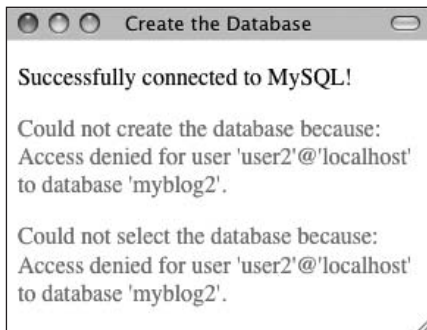 Create the Database
Successfully connected to MySQL!
Could not create the database because:
Access denied for user 'user2'@'localhost'
to database 'myblog2'.
Could not select the database because:
Access denied for user 'user2'@'localhost'
to database 'myblog2'.